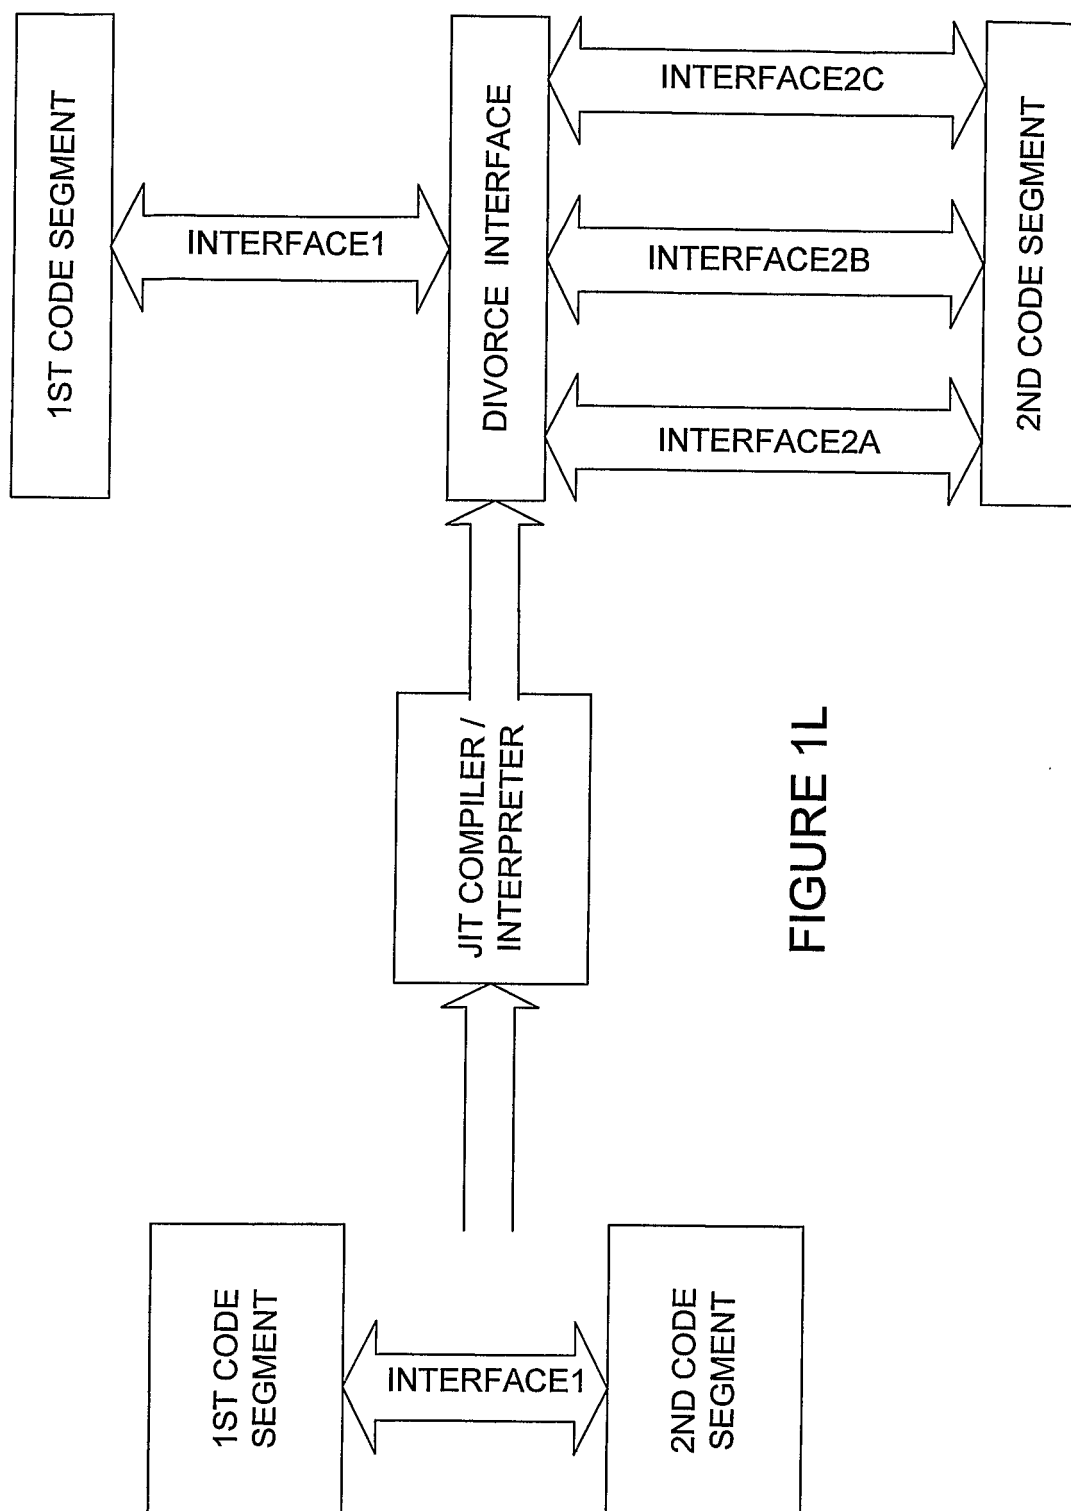 1ST CODE SEGMENT
INTERFACE1
DIVORCE INTERFACE
INTERFACE2A
INTERFACE2B
INTERFACE2C
2ND CODE SEGMENT
JIT COMPILER /
INTERPRETER
1ST CODE
SEGMENT
INTERFACE1
2ND CODE
SEGMENT
FIGURE 1L